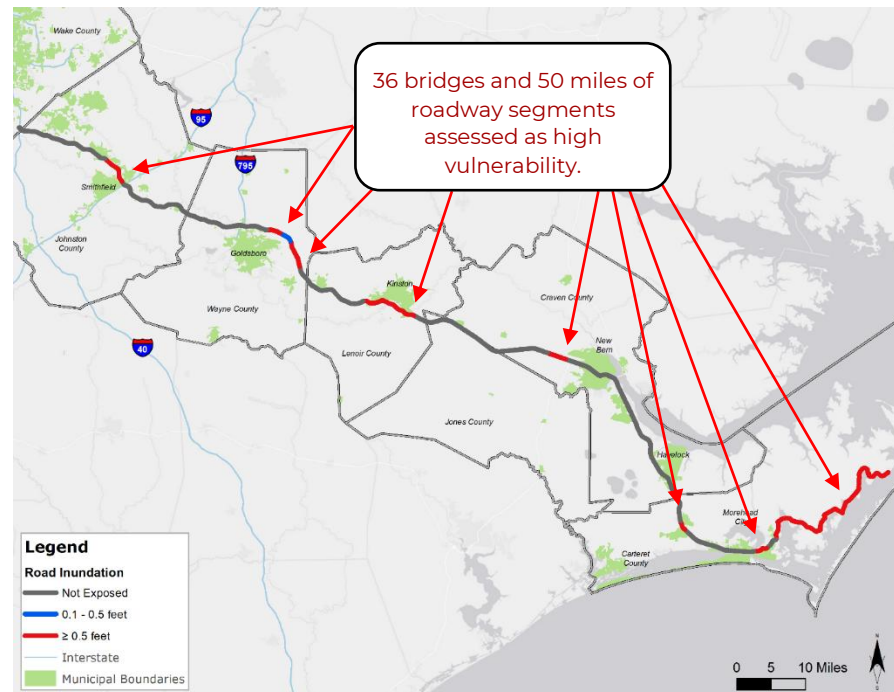 Wake County
36 bridges and 50 miles of
roadway segments
assessed as high
vulnerability.
95
795
Smithfield
Johnston
County
Goldsboro
Kinston
Craven County
Wayne County
New
Bern
40
Lenoir County
Jones County
Havelock
Morehead
City
Carteret
County
Legend
Road Inundation
Not Exposed
0.1 - 0.5 feet
≥ 0.5 feet
Interstate
Municipal Boundaries
N
0 5 10 Miles